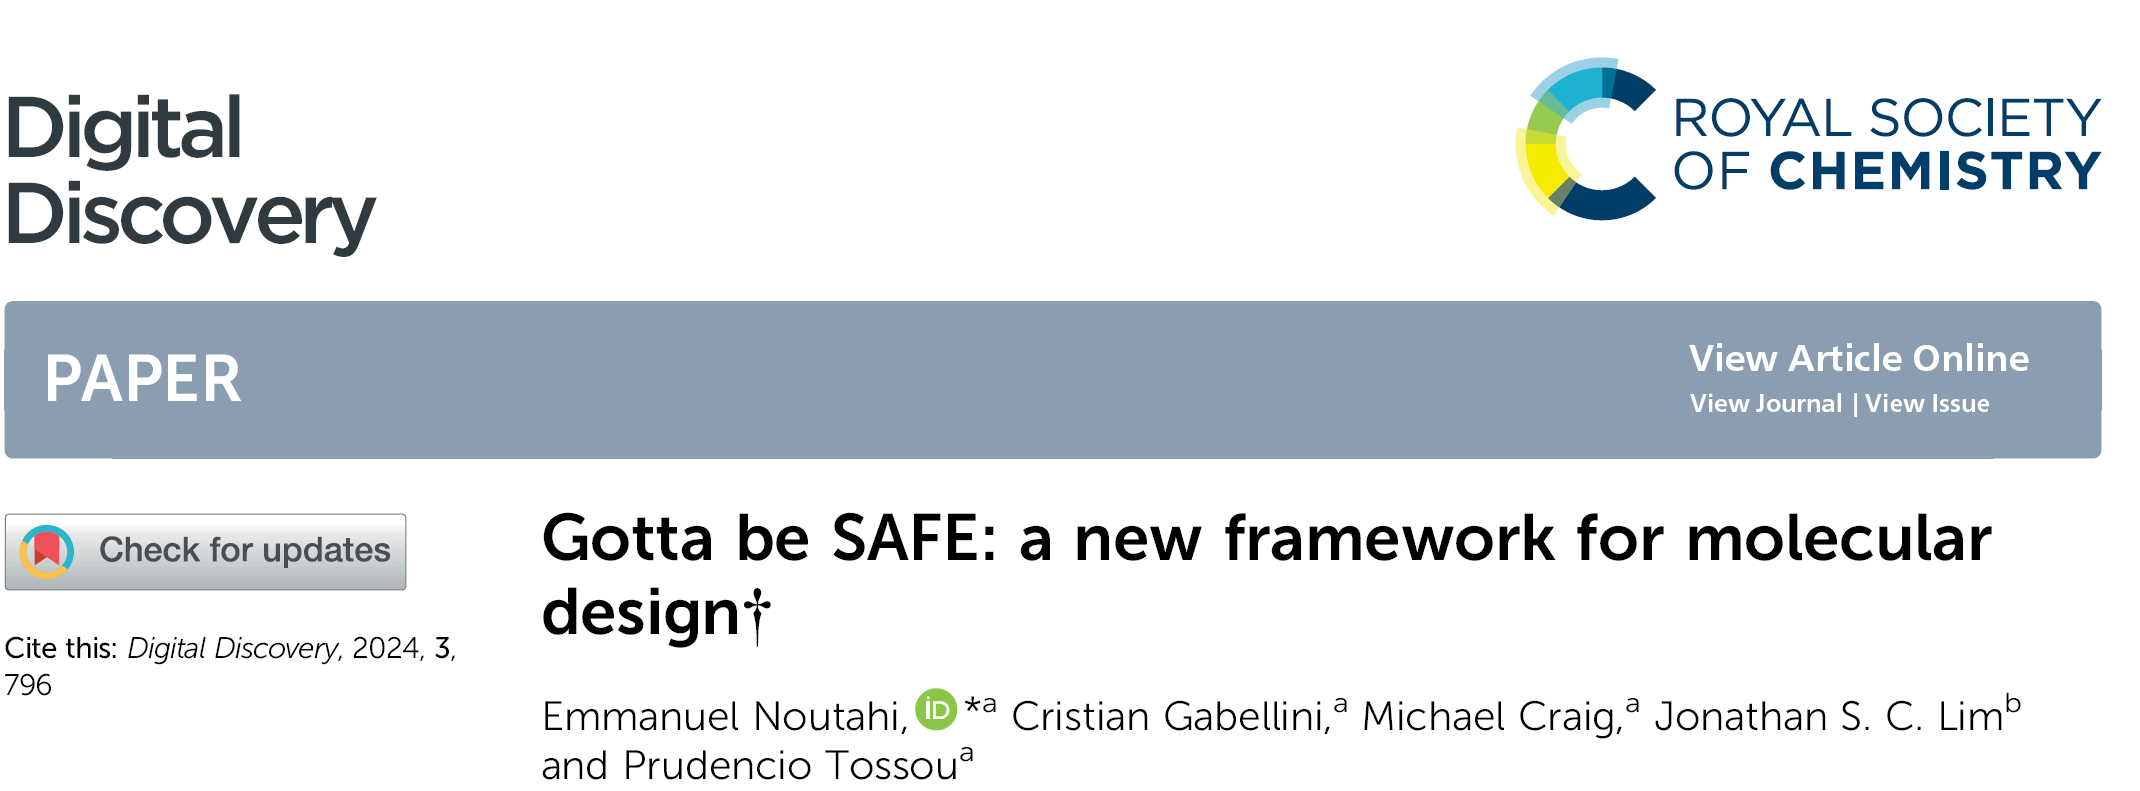 Digital
Discovery
ROYAL SOCIETY
OF CHEMISTRY
PAPER
View Article Online
View Journal | View Issue
Check for updates
Cite this: Digital Discovery, 2024, 3,
796
Gotta be SAFE: a new framework for molecular
design†
Emmanuel Noutahi, iD *a Cristian Gabellini,a Michael Craig,a Jonathan S. C. Limb
and Prudencio Tossoua